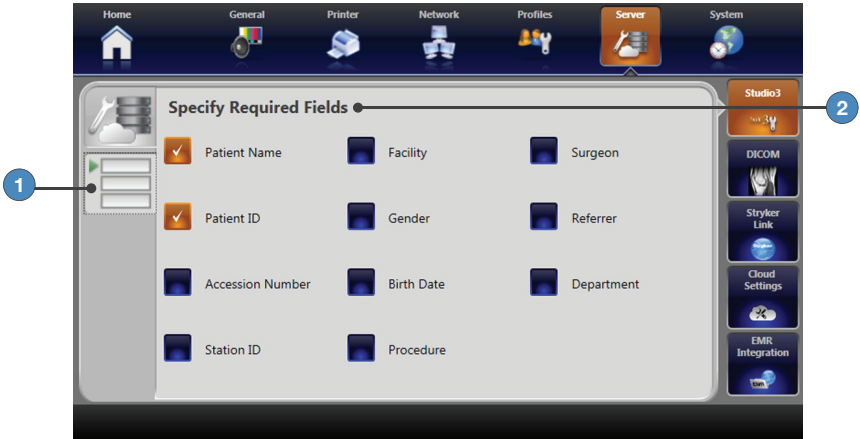 Home General Printer Network Profiles Server System
Specify Required Fields
Studio3
2
Patient Name Facility Surgeon
DICOM
1
Patient ID Gender Referrer
Stryker
Link
Stryker
Accession Number Birth Date Department
Cloud
Settings
Station ID Procedure
EMR
Integration